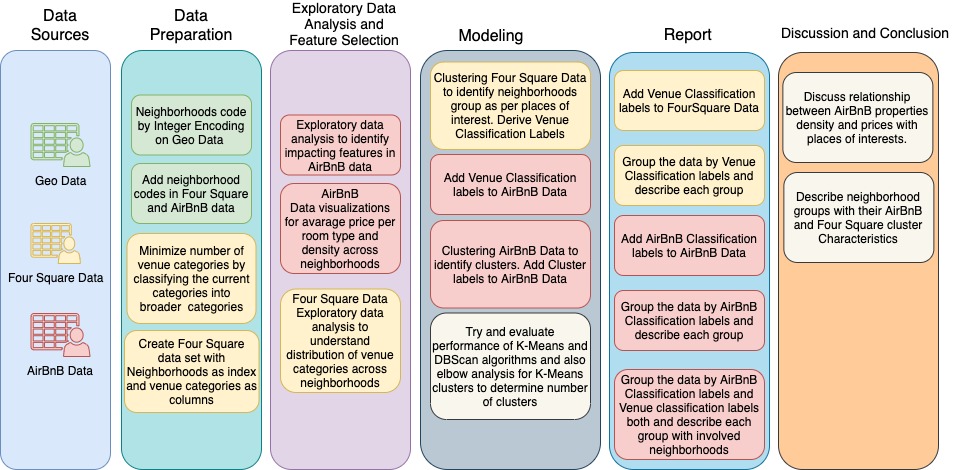 Data
Sources
Geo Data
Four Square Data
AirBnB Data
Data
Preparation
Neighborhoods code
by Integer Encoding
on Geo Data
Add neighborhood
codes in Four Square
and AirBnB data
Minimize number of
venue categories by
classifying the current
categories into
broader categories
Create Four Square
data set with
Neighborhoods as index
and venue categories as
columns
Exploratory Data
Analysis and
Feature Selection
Exploratory data
analysis to identify
impacting features in
AirBnB data
AirBnB
Data visualizations
for avarage price per
room type and
density across
neighborhoods
Four Square Data
Exploratory data
analysis to
understand
distribution of venue
categories across
neighborhoods
Modeling
Clustering Four Square Data
to identify neighborhoods
group as per places of
interest. Derive Venue
Classification Labels
Add Venue Classification
labels to AirBnB Data
Clustering AirBnB Data to
identify clusters. Add Cluster
labels to AirBnB Data
Try and evaluate
performance of K-Means and
DBScan algorithms and also
elbow analysis for K-Means
clusters to determine number
of clusters
Report
Add Venue Classification
labels to FourSquare Data
Group the data by Venue
Classification labels and
describe each group
Add AirBnB Classification
labels to AirBnB Data
Group the data by AirBnB
Classification labels and
describe each group
Group the data by AirBnB
Classification labels and
Venue classification labels
both and describe each
group with involved
neighborhoods
Discussion and Conclusion
Discuss relationship
between AirBnB properties
density and prices with
places of interests.
Describe neighborhood
groups with their AirBnB
and Four Square cluster
Characteristics